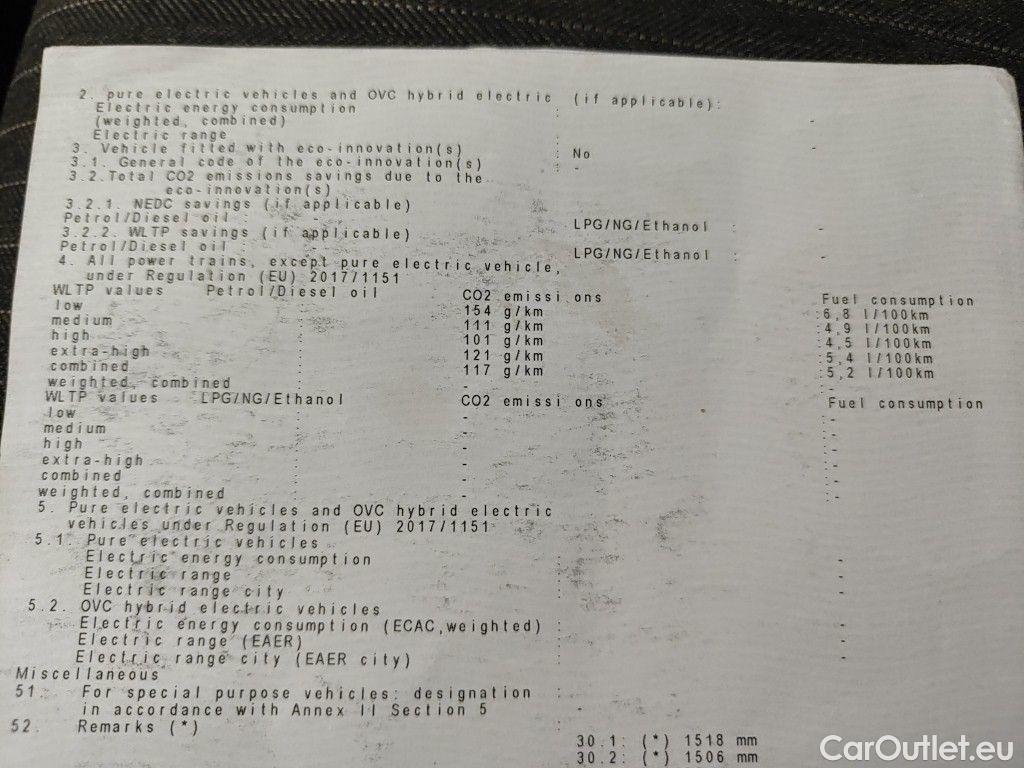 2. pure electric vehicles and OVC hybrid electric (if applicable):
Electric energy consumption : -
(weighted, combined)
Electric range : -
3. Vehicle fitted with eco-innovation(s) : No
3.1. General code of the eco-innovation(s) : -
3.2.Total CO2 emissions savings due to the
eco-innovation(s)
3.2.1. NEDC savings (if applicable)
Petrol/Diesel oil : - LPG/NG/Ethanol : -
3.2.2. WLTP savings (if applicable)
Petrol/Diesel oil : - LPG/NG/Ethanol : -
4. All power trains, except pure electric vehicle,
under Regulation (EU) 2017/1151
WLTP values Petrol/Diesel oil CO2 emissions Fuel consumption
low : 154 g/km :6,8 l/100km
medium : 111 g/km :4,9 l/100km
high : 101 g/km :4,5 l/100km
extra-high : 121 g/km :5,4 l/100km
combined : 117 g/km :5,2 l/100km
weighted, combined : - :-
WLTP values LPG/NG/Ethanol CO2 emissions Fuel consumption
low : - :-
medium : - :-
high : - :-
extra-high : - :-
combined : - :-
weighted, combined : - :-
5. Pure electric vehicles and OVC hybrid electric
vehicles under Regulation (EU) 2017/1151
5.1. Pure electric vehicles
Electric energy consumption : -
Electric range : -
Electric range city : -
5.2. OVC hybrid electric vehicles
Electric energy consumption (ECAC,weighted) : -
Electric range (EAER) : -
Electric range city (EAER city) : -
Miscellaneous
51. For special purpose vehicles: designation :
in accordance with Annex II Section 5 -
52. Remarks (*) :
30.1: (*) 1518 mm
30.2: (*) 1506 mm
CarOutlet.eu